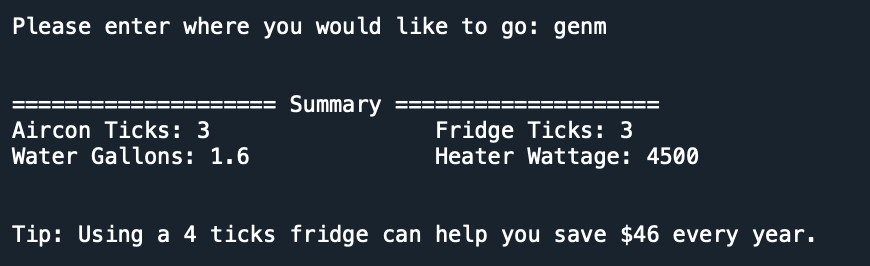 Please enter where you would like to go: genm
==================== Summary ====================
Aircon Ticks: 3 Fridge Ticks: 3
Water Gallons: 1.6 Heater Wattage: 4500
Tip: Using a 4 ticks fridge can help you save $46 every year.